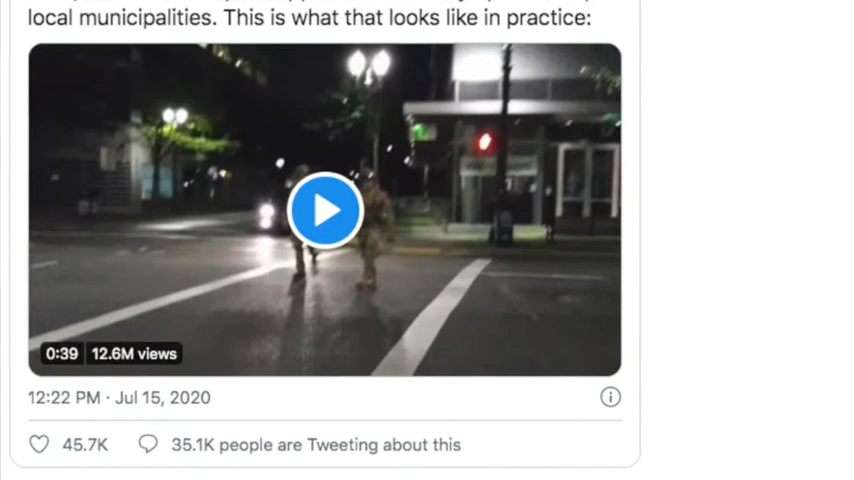 local municipalities. This is what that looks like in practice:
0:39 12.6M views
12:22 PM · Jul 15, 2020
45.7K 35.1K people are Tweeting about this